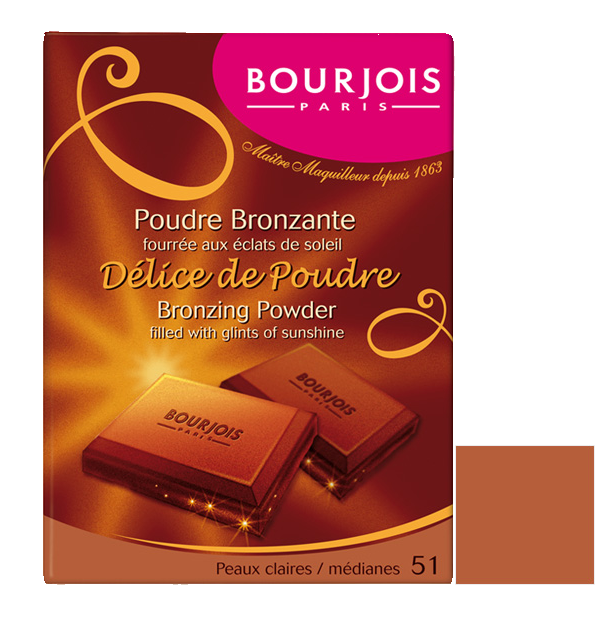 BOURJOIS
PARIS
Maître Maquilleur depuis 1863
Poudre Bronzante
fourrée aux éclats de soleil
Délice de Poudre
Bronzing Powder
filled with glints of sunshine
BOURJOIS
PARIS
BOURJOIS
PARIS
Peaux claires / médianes 51